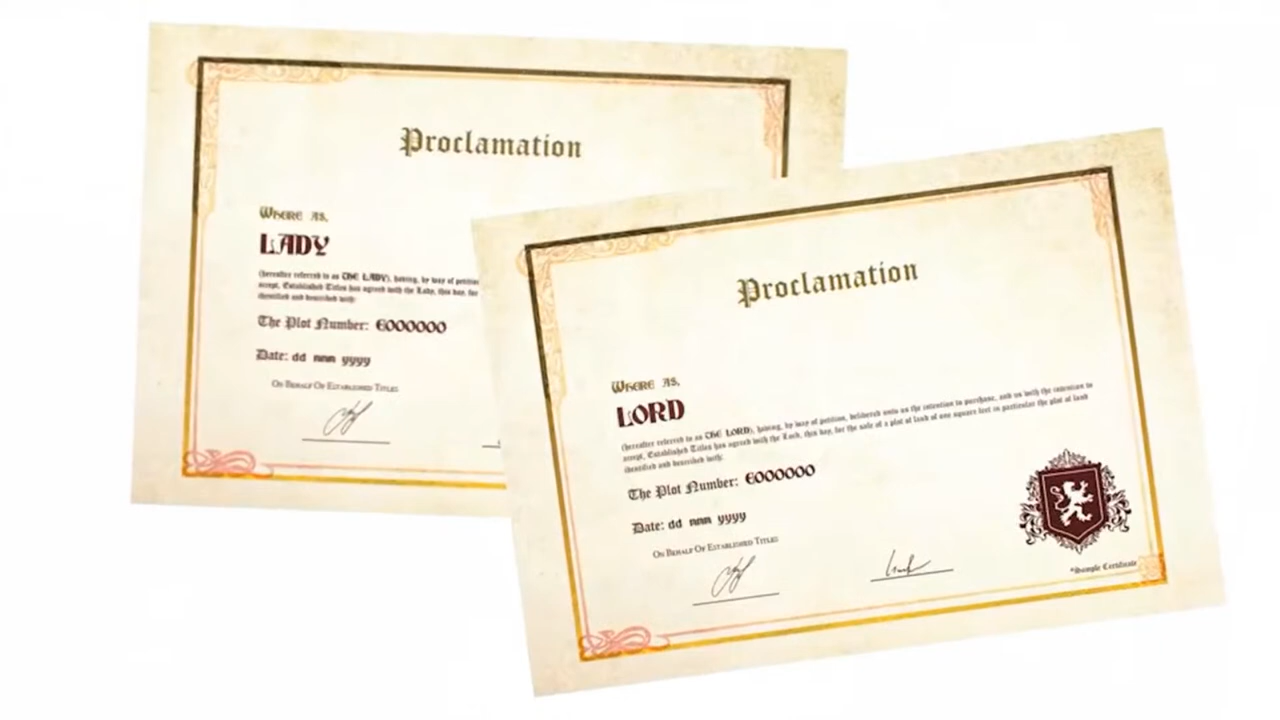 Proclamation
WHERE AS,
LADY
(hereafter referred to as THE LADY), having, by way of petition
accept, Established Titles has agreed with the Lady, this day, for
identified and described with:
The Plot Number: E000000
Date: dd mmm yyyy
On Behalf Of Established Titles
Proclamation
WHERE AS,
LORD
(hereafter referred to as THE LORD), having, by way of petition, delivered unto us the intention to purchase, and us with the intention to
accept, Established Titles has agreed with the Lord, this day, for the sale of a plot of land of one square foot in particular the plot of land
identified and described with:
The Plot Number: E000000
Date: dd mmm yyyy
On Behalf Of Established Titles
*Sample Certificate